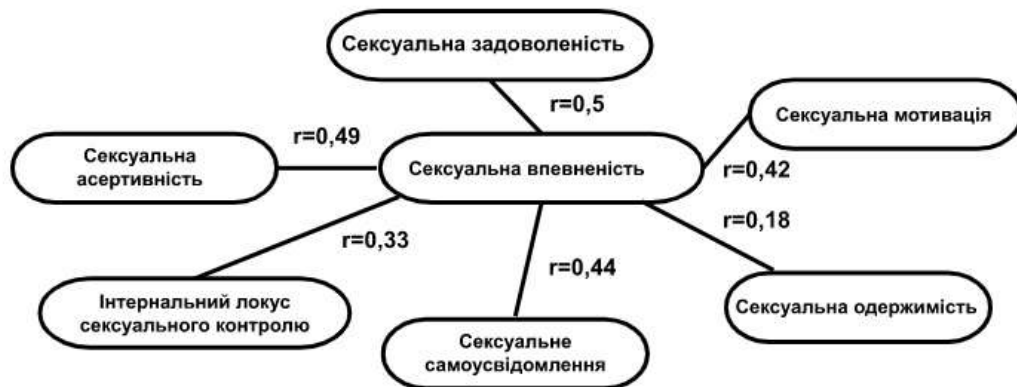 Сексуальна задоволеність
r=0,5
Сексуальна мотивація
r=0,49
Сексуальна
асертивність
Сексуальна впевненість
r=0,42
r=0,18
r=0,33
r=0,44
Інтернальний локус
сексуального контролю
Сексуальна одержимість
Сексуальне
самоусвідомлення